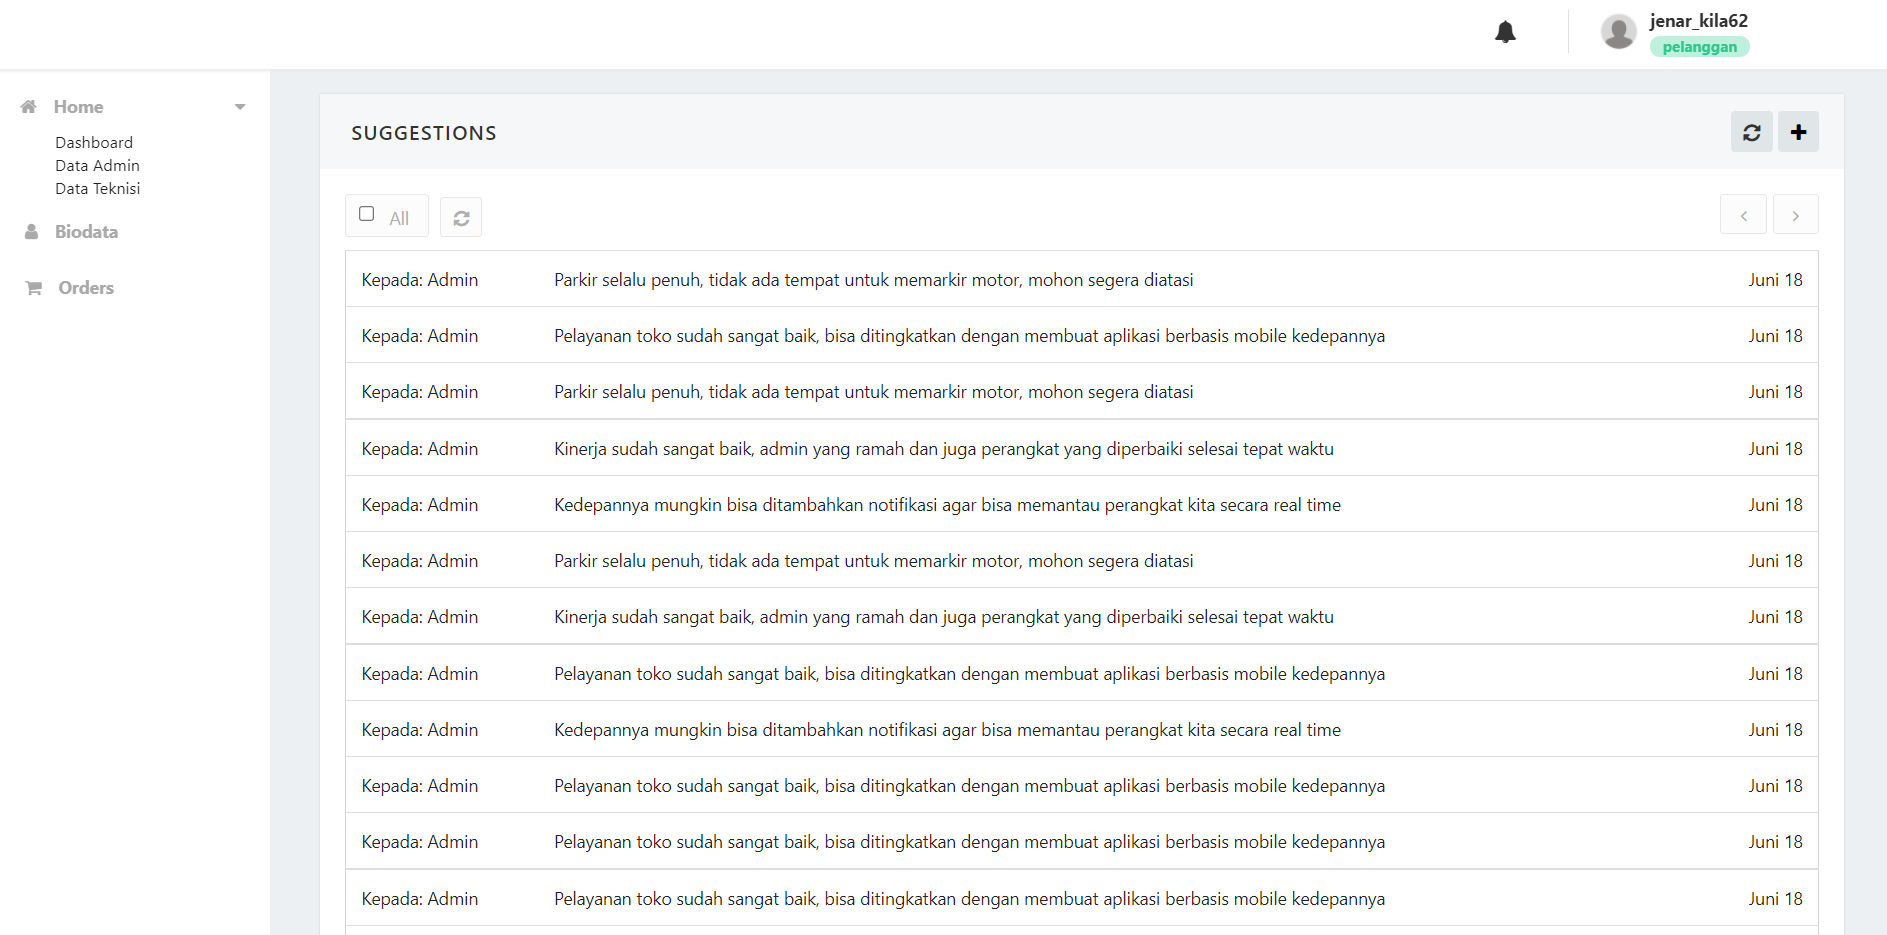 jenar_kila62
pelanggan
Home
Dashboard
Data Admin
Data Teknisi
Biodata
Orders
SUGGESTIONS
All
Kepada: Admin Parkir selalu penuh, tidak ada tempat untuk memarkir motor, mohon segera diatasi Juni 18
Kepada: Admin Pelayanan toko sudah sangat baik, bisa ditingkatkan dengan membuat aplikasi berbasis mobile kedepannya Juni 18
Kepada: Admin Parkir selalu penuh, tidak ada tempat untuk memarkir motor, mohon segera diatasi Juni 18
Kepada: Admin Kinerja sudah sangat baik, admin yang ramah dan juga perangkat yang diperbaiki selesai tepat waktu Juni 18
Kepada: Admin Kedepannya mungkin bisa ditambahkan notifikasi agar bisa memantau perangkat kita secara real time Juni 18
Kepada: Admin Parkir selalu penuh, tidak ada tempat untuk memarkir motor, mohon segera diatasi Juni 18
Kepada: Admin Kinerja sudah sangat baik, admin yang ramah dan juga perangkat yang diperbaiki selesai tepat waktu Juni 18
Kepada: Admin Pelayanan toko sudah sangat baik, bisa ditingkatkan dengan membuat aplikasi berbasis mobile kedepannya Juni 18
Kepada: Admin Kedepannya mungkin bisa ditambahkan notifikasi agar bisa memantau perangkat kita secara real time Juni 18
Kepada: Admin Pelayanan toko sudah sangat baik, bisa ditingkatkan dengan membuat aplikasi berbasis mobile kedepannya Juni 18
Kepada: Admin Pelayanan toko sudah sangat baik, bisa ditingkatkan dengan membuat aplikasi berbasis mobile kedepannya Juni 18
Kepada: Admin Pelayanan toko sudah sangat baik, bisa ditingkatkan dengan membuat aplikasi berbasis mobile kedepannya Juni 18